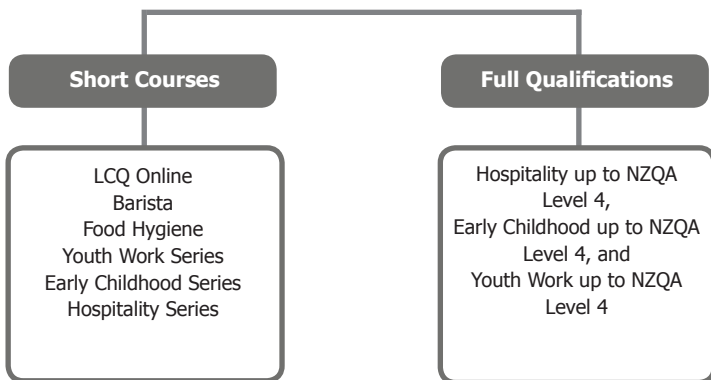 Short Courses
LCQ Online
Barista
Food Hygiene
Youth Work Series
Early Childhood Series
Hospitality Series
Full Qualifications
Hospitality up to NZQA
Level 4,
Early Childhood up to NZQA
Level 4, and
Youth Work up to NZQA
Level 4